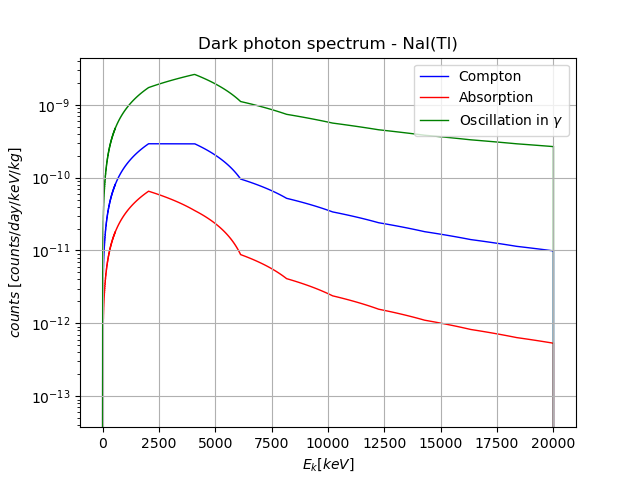 Dark photon spectrum - NaI(Tl)
Compton
Absorption
Oscillation in γ
counts [counts/day/keV/kg]
10⁻⁹
10⁻¹⁰
10⁻¹¹
10⁻¹²
10⁻¹³
0 2500 5000 7500 10000 12500 15000 17500 20000
E_k[keV]